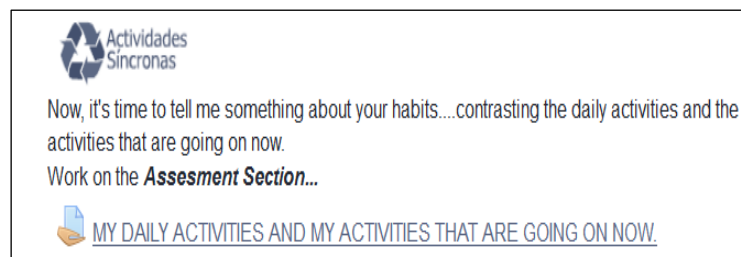 Actividades
Síncronas
Now, it's time to tell me something about your habits....contrasting the daily activities and the
activities that are going on now.
Work on the Assesment Section...
MY DAILY ACTIVITIES AND MY ACTIVITIES THAT ARE GOING ON NOW.